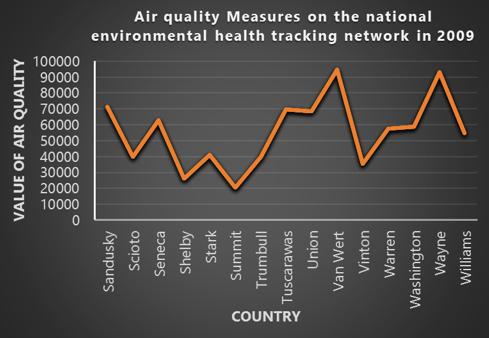 Air quality Measures on the national
environmental health tracking network in 2009
VALUE OF AIR QUALITY
100000
90000
80000
70000
60000
50000
40000
30000
20000
10000
0
Sandusky
Scioto
Seneca
Shelby
Stark
Summit
Trumbull
Tuscarawas
Union
Van Wert
Vinton
Warren
Washington
Wayne
Williams
COUNTRY